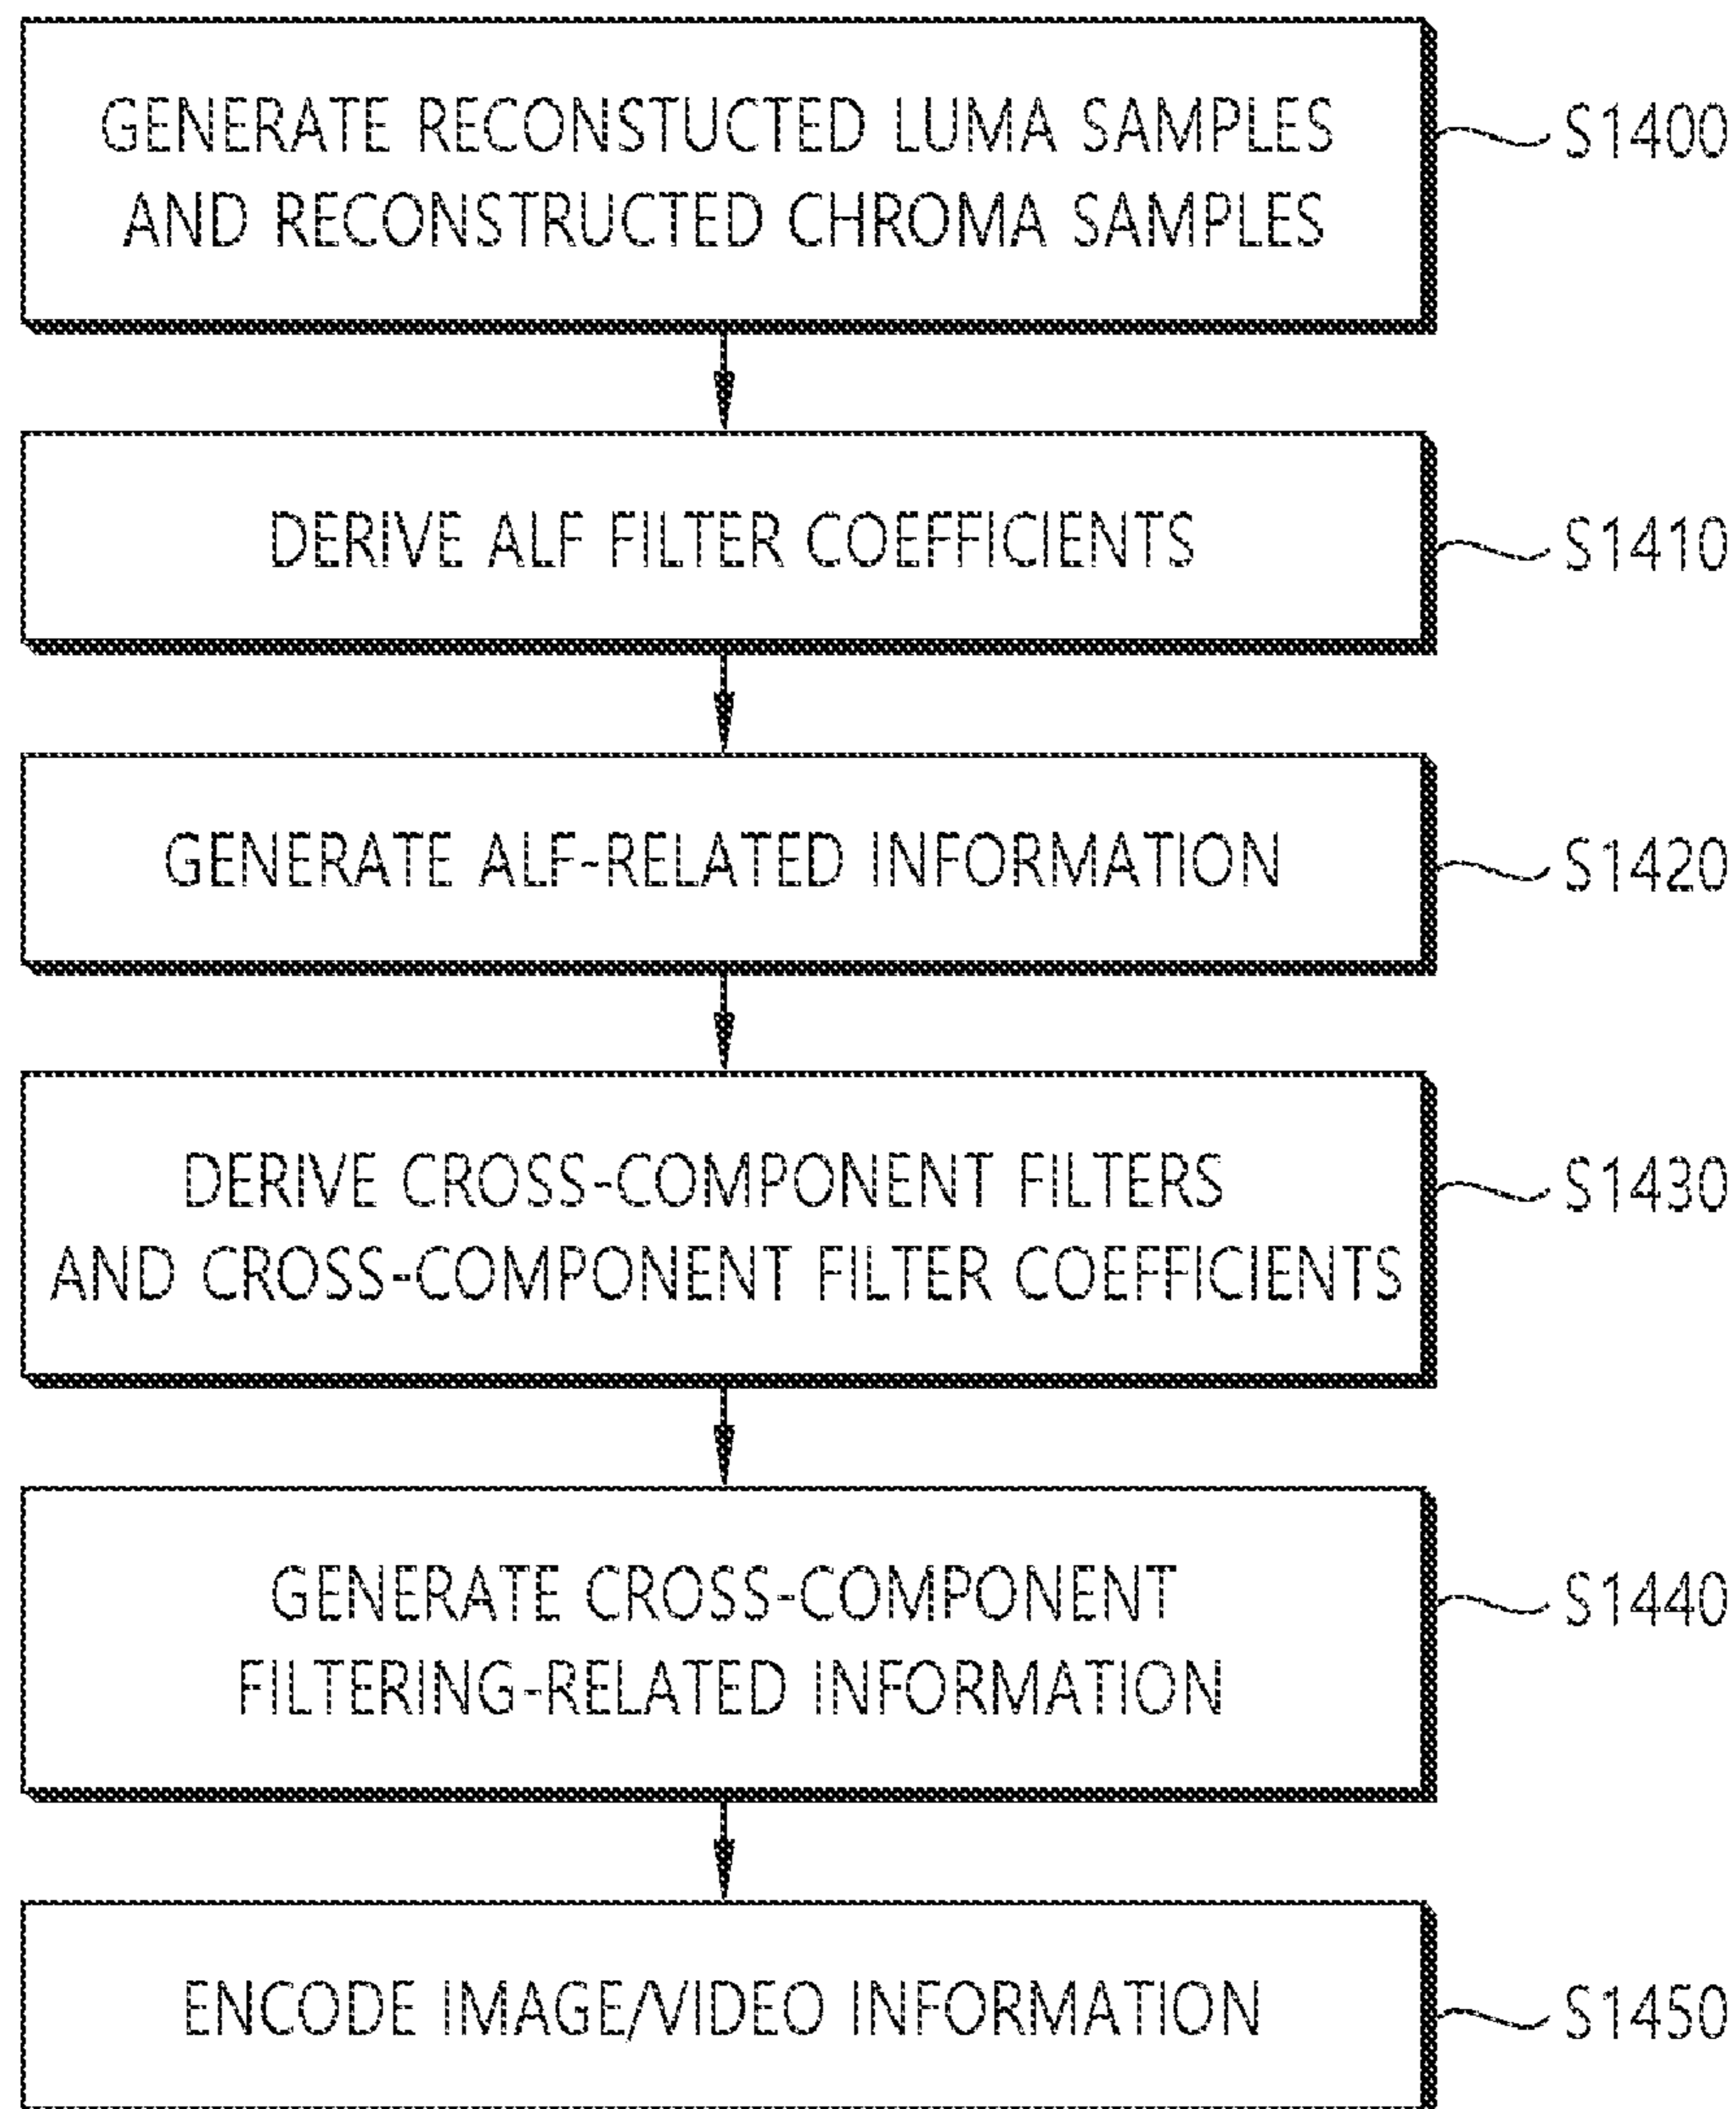 GENERATE RECONSTUCTED LUMA SAMPLES
AND RECONSTRUCTED CHROMA SAMPLES
S1400
DERIVE ALF FILTER COEFFICIENTS
S1410
GENERATE ALF-RELATED INFORMATION
S1420
DERIVE CROSS-COMPONENT FILTERS
AND CROSS-COMPONENT FILTER COEFFICIENTS
S1430
GENERATE CROSS-COMPONENT
FILTERING-RELATED INFORMATION
S1440
ENCODE IMAGE/VIDEO INFORMATION
S1450